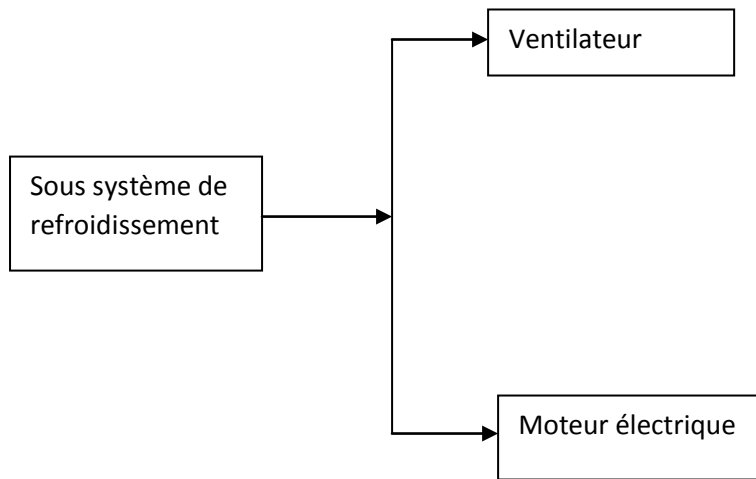 Ventilateur
Sous système de
refroidissement
Moteur électrique